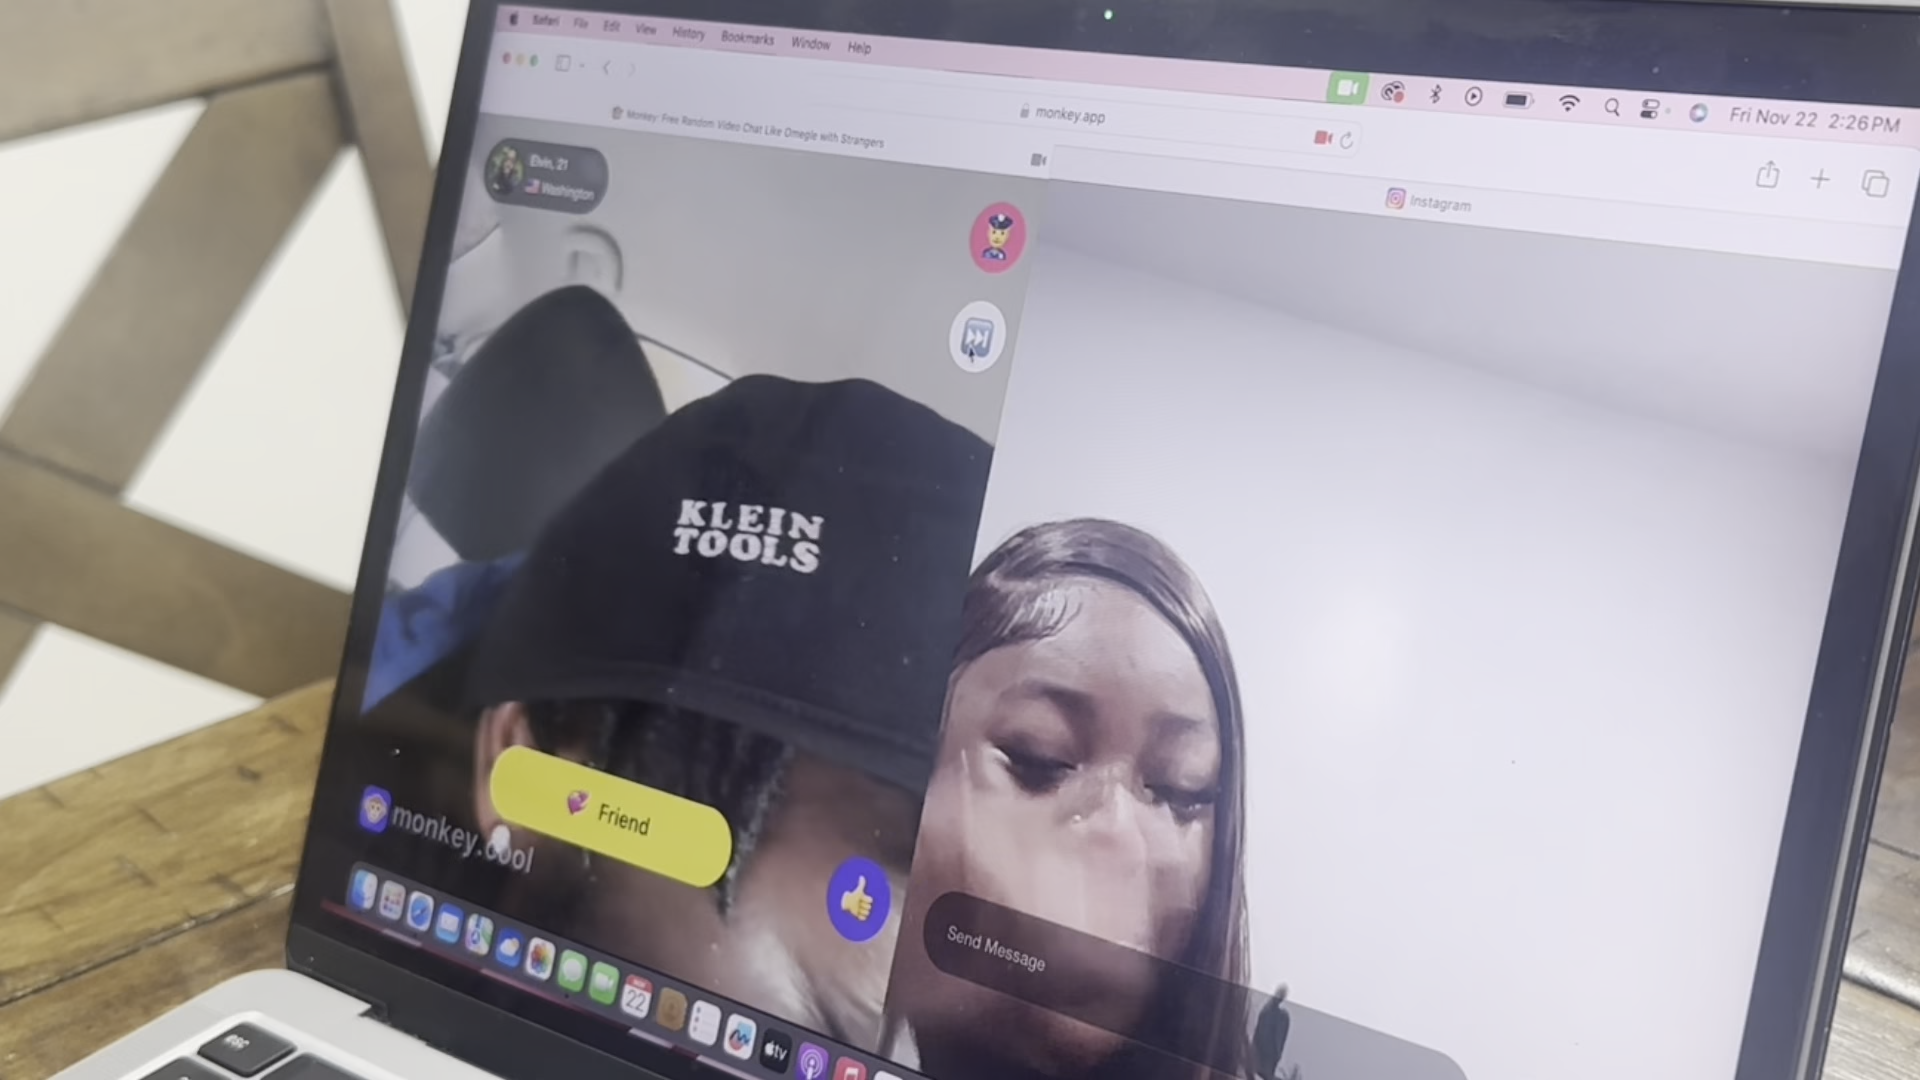 Safari File Edit View History Bookmarks Window Help
Fri Nov 22 2:26 PM
monkey.app
Monkey: Free Random Video Chat Like Omegle with Strangers
Instagram
Elvin, 21
Washington
KLEIN
TOOLS
Friend
monkey.cool
Send Message
NOV
22
tv
esc